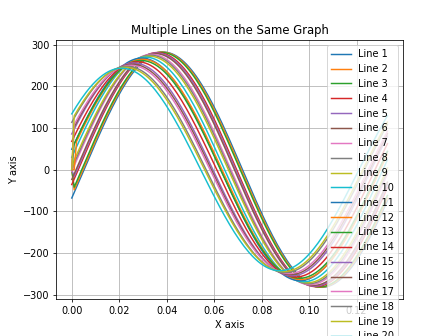 Multiple Lines on the Same Graph
Y axis
300
200
100
0
−100
−200
−300
0.00
0.02
0.04
0.06
0.08
0.10
X axis
Line 1
Line 2
Line 3
Line 4
Line 5
Line 6
Line 7
Line 8
Line 9
Line 10
Line 11
Line 12
Line 13
Line 14
Line 15
Line 16
Line 17
Line 18
Line 19
Line 20